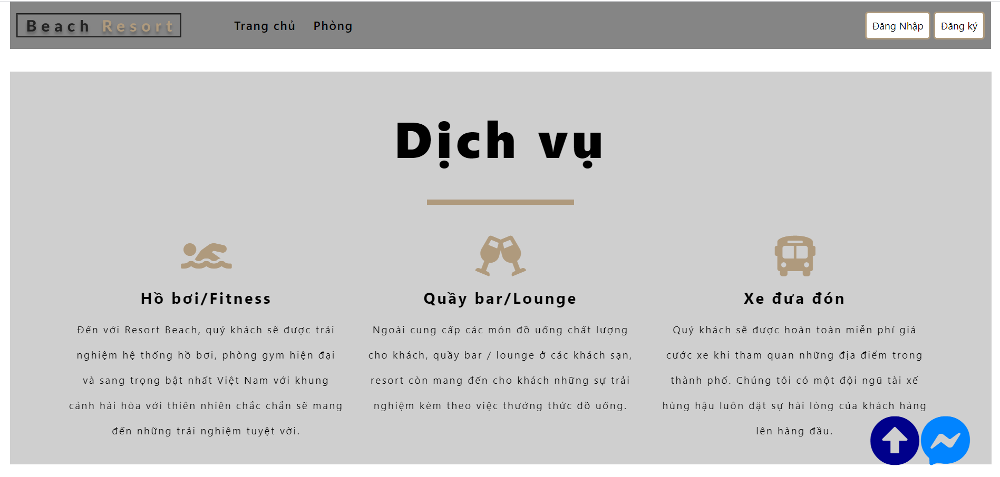 Beach Resort
Trang chủ
Phòng
Đăng Nhập
Đăng ký
Dịch vụ
Hồ bơi/Fitness
Đến với Resort Beach, quý khách sẽ được trải
nghiệm hệ thống hồ bơi, phòng gym hiện đại
và sang trọng bật nhất Việt Nam với khung
cảnh hài hòa với thiên nhiên chắc chắn sẽ mang
đến những trải nghiệm tuyệt vời.
Quầy bar/Lounge
Ngoài cung cấp các món đồ uống chất lượng
cho khách, quầy bar / lounge ở các khách sạn,
resort còn mang đến cho khách những sự trải
nghiệm kèm theo việc thưởng thức đồ uống.
Xe đưa đón
Quý khách sẽ được hoàn toàn miễn phí giá
cước xe khi tham quan những địa điểm trong
thành phố. Chúng tôi có một đội ngũ tài xế
hùng hậu luôn đặt sự hài lòng của khách hàng
lên hàng đầu.